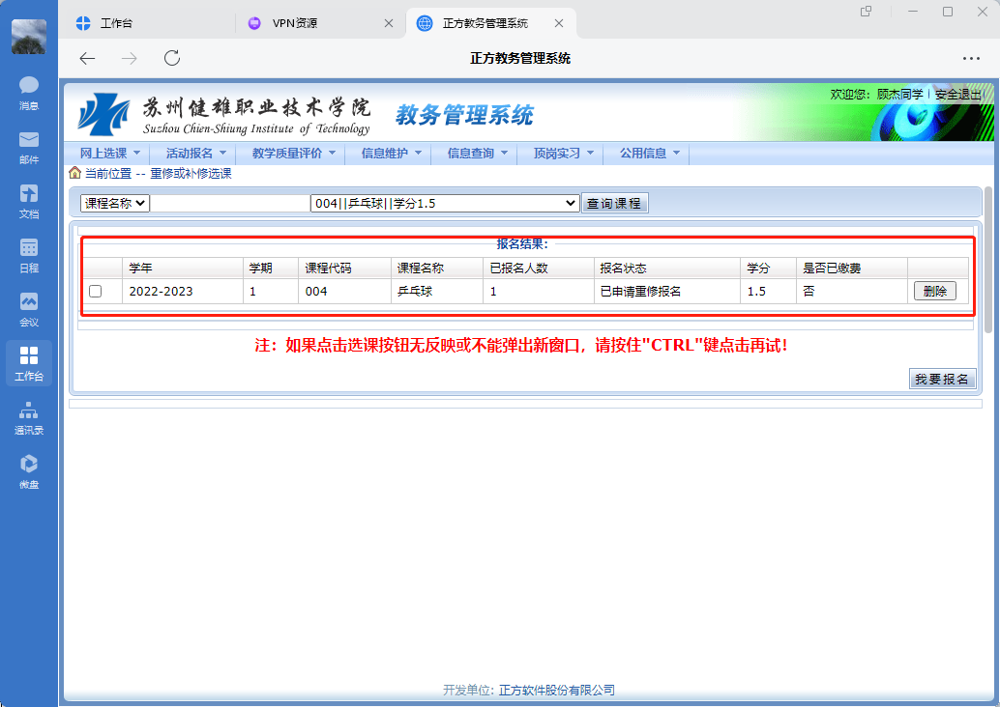 工作台
VPN资源
正方教务管理系统
正方教务管理系统
消息
邮件
文档
日程
会议
工作台
通讯录
微盘
苏州健雄职业技术学院
Suzhou Chien-Shiung Institute of Technology
教务管理系统
欢迎您: 顾杰同学 | 安全退出
网上选课 活动报名 教学质量评价 信息维护 信息查询 顶岗实习 公用信息
当前位置 -- 重修或补修选课
课程名称 004||乒乓球||学分1.5 查询课程
报名结果：
学年 学期 课程代码 课程名称 已报名人数 报名状态 学分 是否已缴费
2022-2023 1 004 乒乓球 1 已申请重修报名 1.5 否 删除
注：如果点击选课按钮无反映或不能弹出新窗口，请按住"CTRL"键点击再试!
我要报名
开发单位: 正方软件股份有限公司